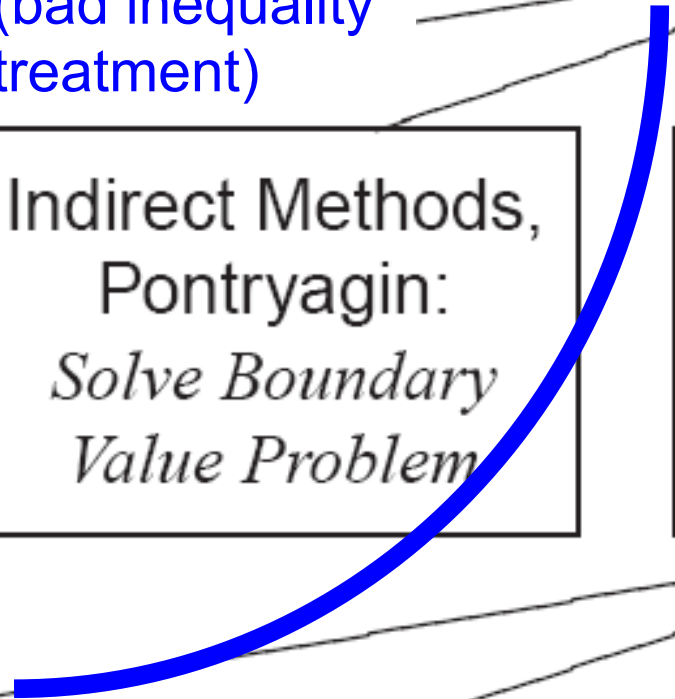 (bad inequality
treatment)
Indirect Methods,
Pontryagin:
Solve Boundary
Value Problem